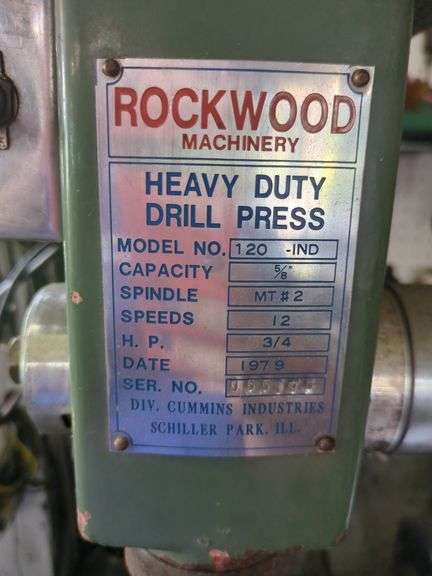 ROCKWOOD
MACHINERY
HEAVY DUTY
DRILL PRESS
MODEL NO. 120 -IND
CAPACITY 5/8"
SPINDLE MT#2
SPEEDS 12
H. P. 3/4
DATE 1979
SER. NO.
DIV. CUMMINS INDUSTRIES
SCHILLER PARK. ILL.